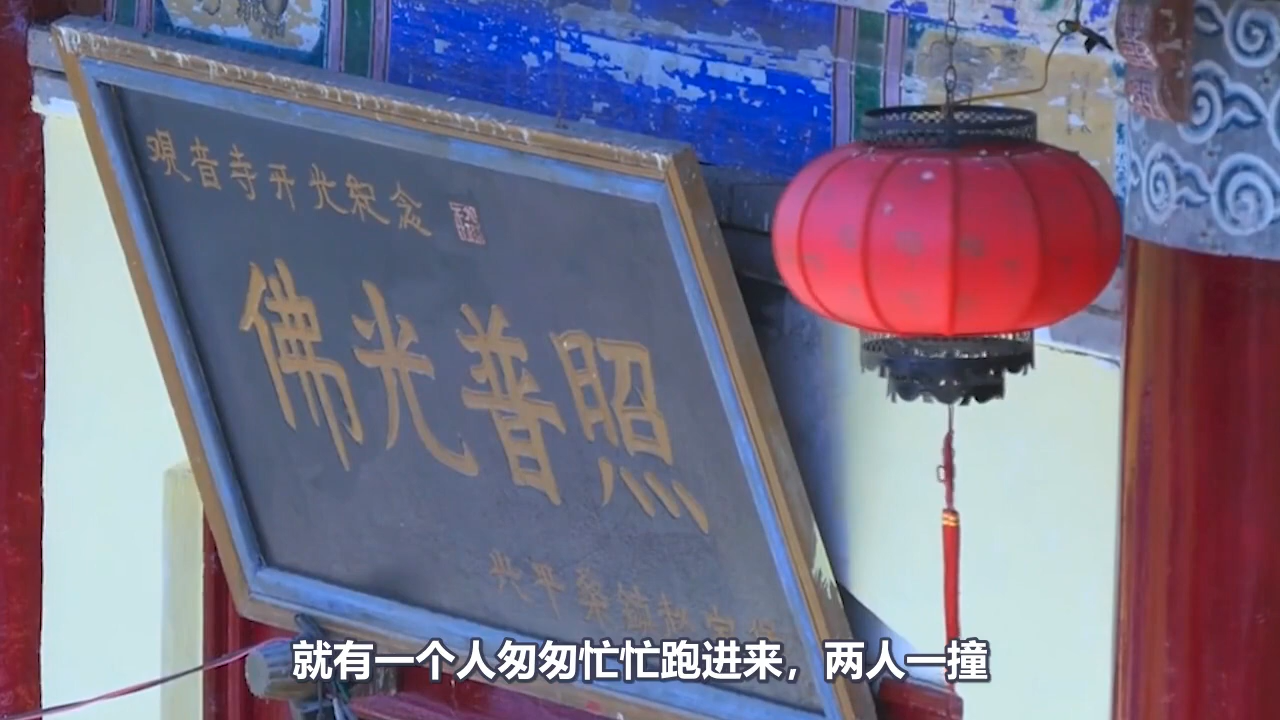 观音寺开光纪念
佛光普照
就有一个人匆匆忙忙跑进来，两人一撞